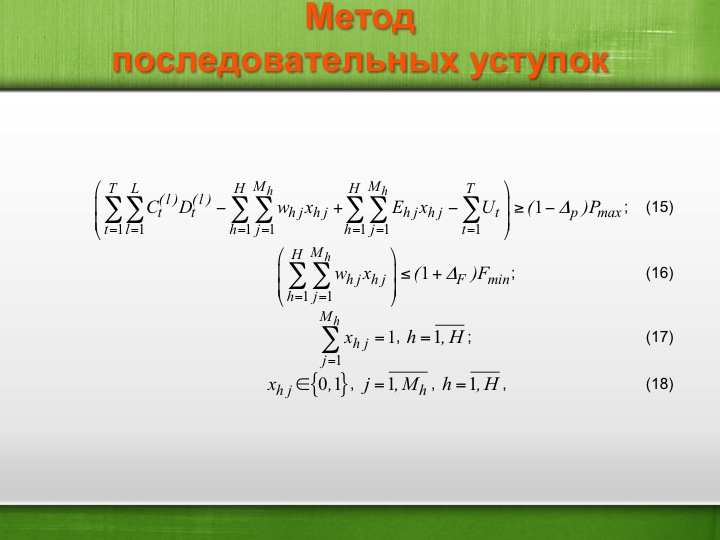 Метод
последовательных уступок
$\left( \sum_{t=1}^{T} \sum_{l=1}^{L} C_t^{(1)} D_t^{(1)} - \sum_{h=1}^{H} \sum_{j=1}^{M_h} w_{hj} x_{hj} + \sum_{h=1}^{H} \sum_{j=1}^{M_h} E_{hj} x_{hj} - \sum_{t=1}^{T} U_t \right) \geq (1 - \Delta_p) P_{max}$; (15)
$\left( \sum_{h=1}^{H} \sum_{j=1}^{M_h} w_{hj} x_{hj} \right) \leq (1 + \Delta_F) F_{min}$; (16)
$\sum_{j=1}^{M_h} x_{hj} = 1$, $h = \overline{1, H}$; (17)
$x_{hj} \in \{0,1\}$, $j = \overline{1, M_h}$, $h = \overline{1, H}$, (18)